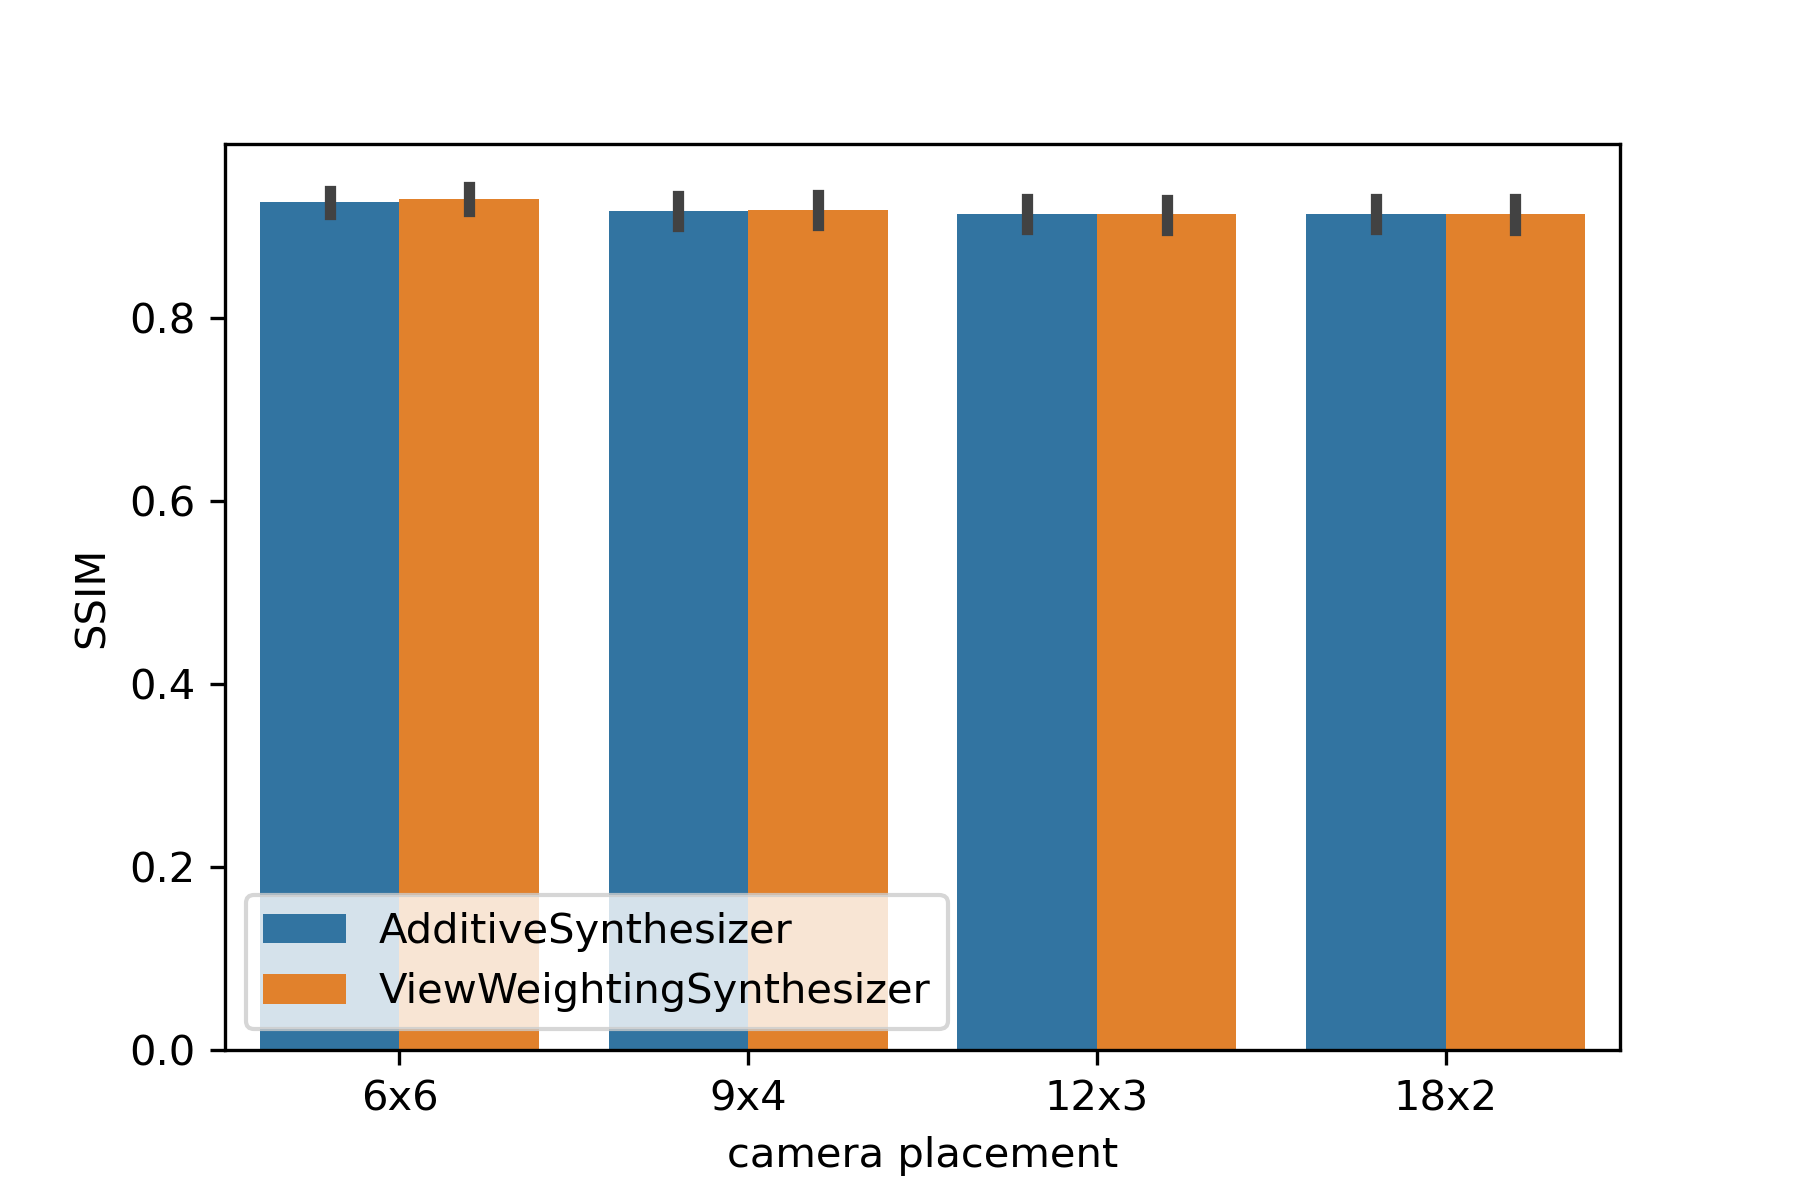 SSIM
0.8
0.6
0.4
0.2
0.0
AdditiveSynthesizer
ViewWeightingSynthesizer
6x6 9x4 12x3 18x2
camera placement